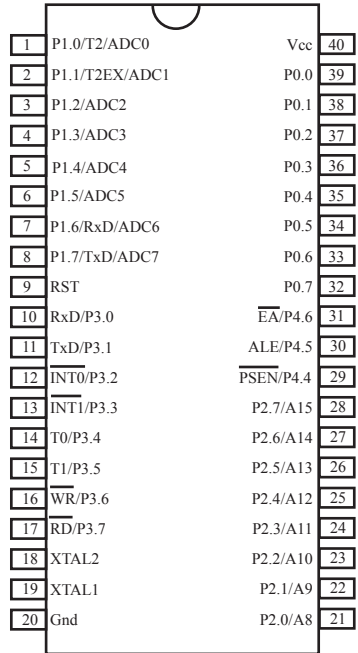 1 P1.0/T2/ADC0 Vcc 40
2 P1.1/T2EX/ADC1 P0.0 39
3 P1.2/ADC2 P0.1 38
4 P1.3/ADC3 P0.2 37
5 P1.4/ADC4 P0.3 36
6 P1.5/ADC5 P0.4 35
7 P1.6/RxD/ADC6 P0.5 34
8 P1.7/TxD/ADC7 P0.6 33
9 RST P0.7 32
10 RxD/P3.0 EA/P4.6 31
11 TxD/P3.1 ALE/P4.5 30
12 INT0/P3.2 PSEN/P4.4 29
13 INT1/P3.3 P2.7/A15 28
14 T0/P3.4 P2.6/A14 27
15 T1/P3.5 P2.5/A13 26
16 WR/P3.6 P2.4/A12 25
17 RD/P3.7 P2.3/A11 24
18 XTAL2 P2.2/A10 23
19 XTAL1 P2.1/A9 22
20 Gnd P2.0/A8 21